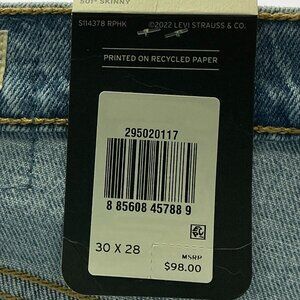 501® SKINNY
S114378 RPHK ©2022 LEVI STRAUSS & CO.
PRINTED ON RECYCLED PAPER
295020117
8 85608 45788 9
30 X 28
MSRP
$98.00